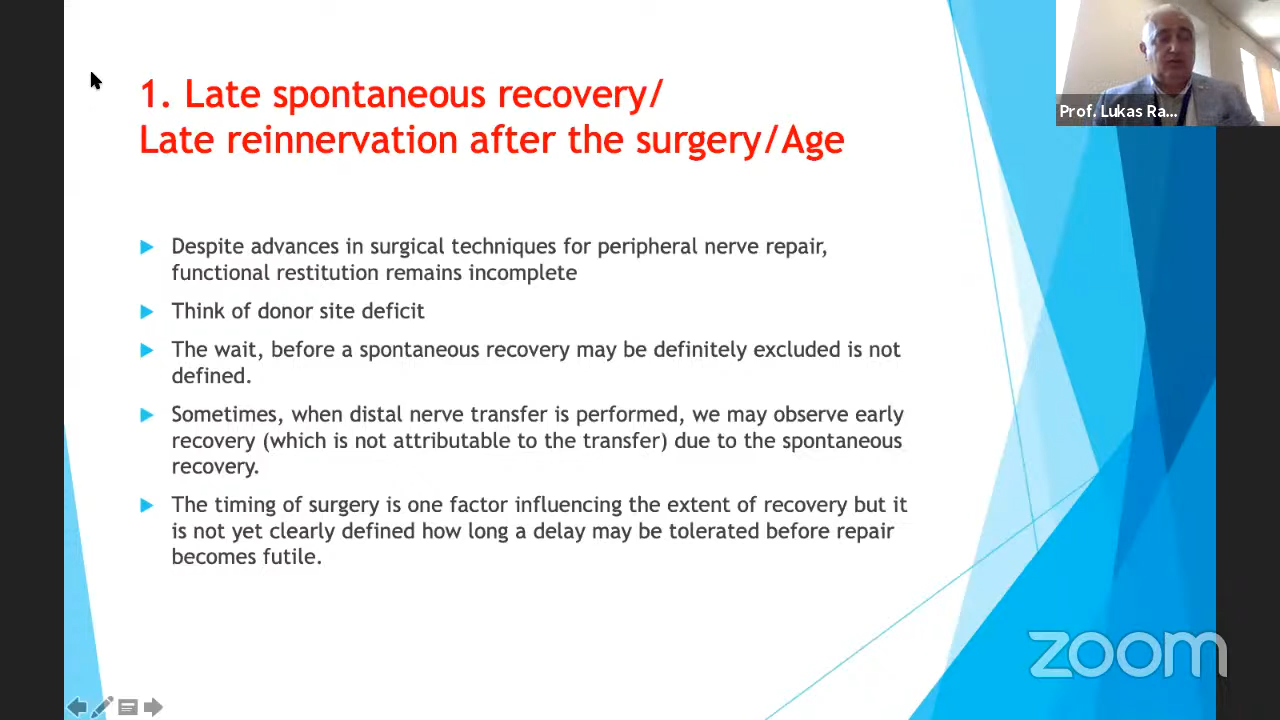 1. Late spontaneous recovery/
Late reinnervation after the surgery/Age
Despite advances in surgical techniques for peripheral nerve repair,
functional restitution remains incomplete
Think of donor site deficit
The wait, before a spontaneous recovery may be definitely excluded is not
defined.
Sometimes, when distal nerve transfer is performed, we may observe early
recovery (which is not attributable to the transfer) due to the spontaneous
recovery.
The timing of surgery is one factor influencing the extent of recovery but it
is not yet clearly defined how long a delay may be tolerated before repair
becomes futile.
Prof. Lukas Ra...
zoom